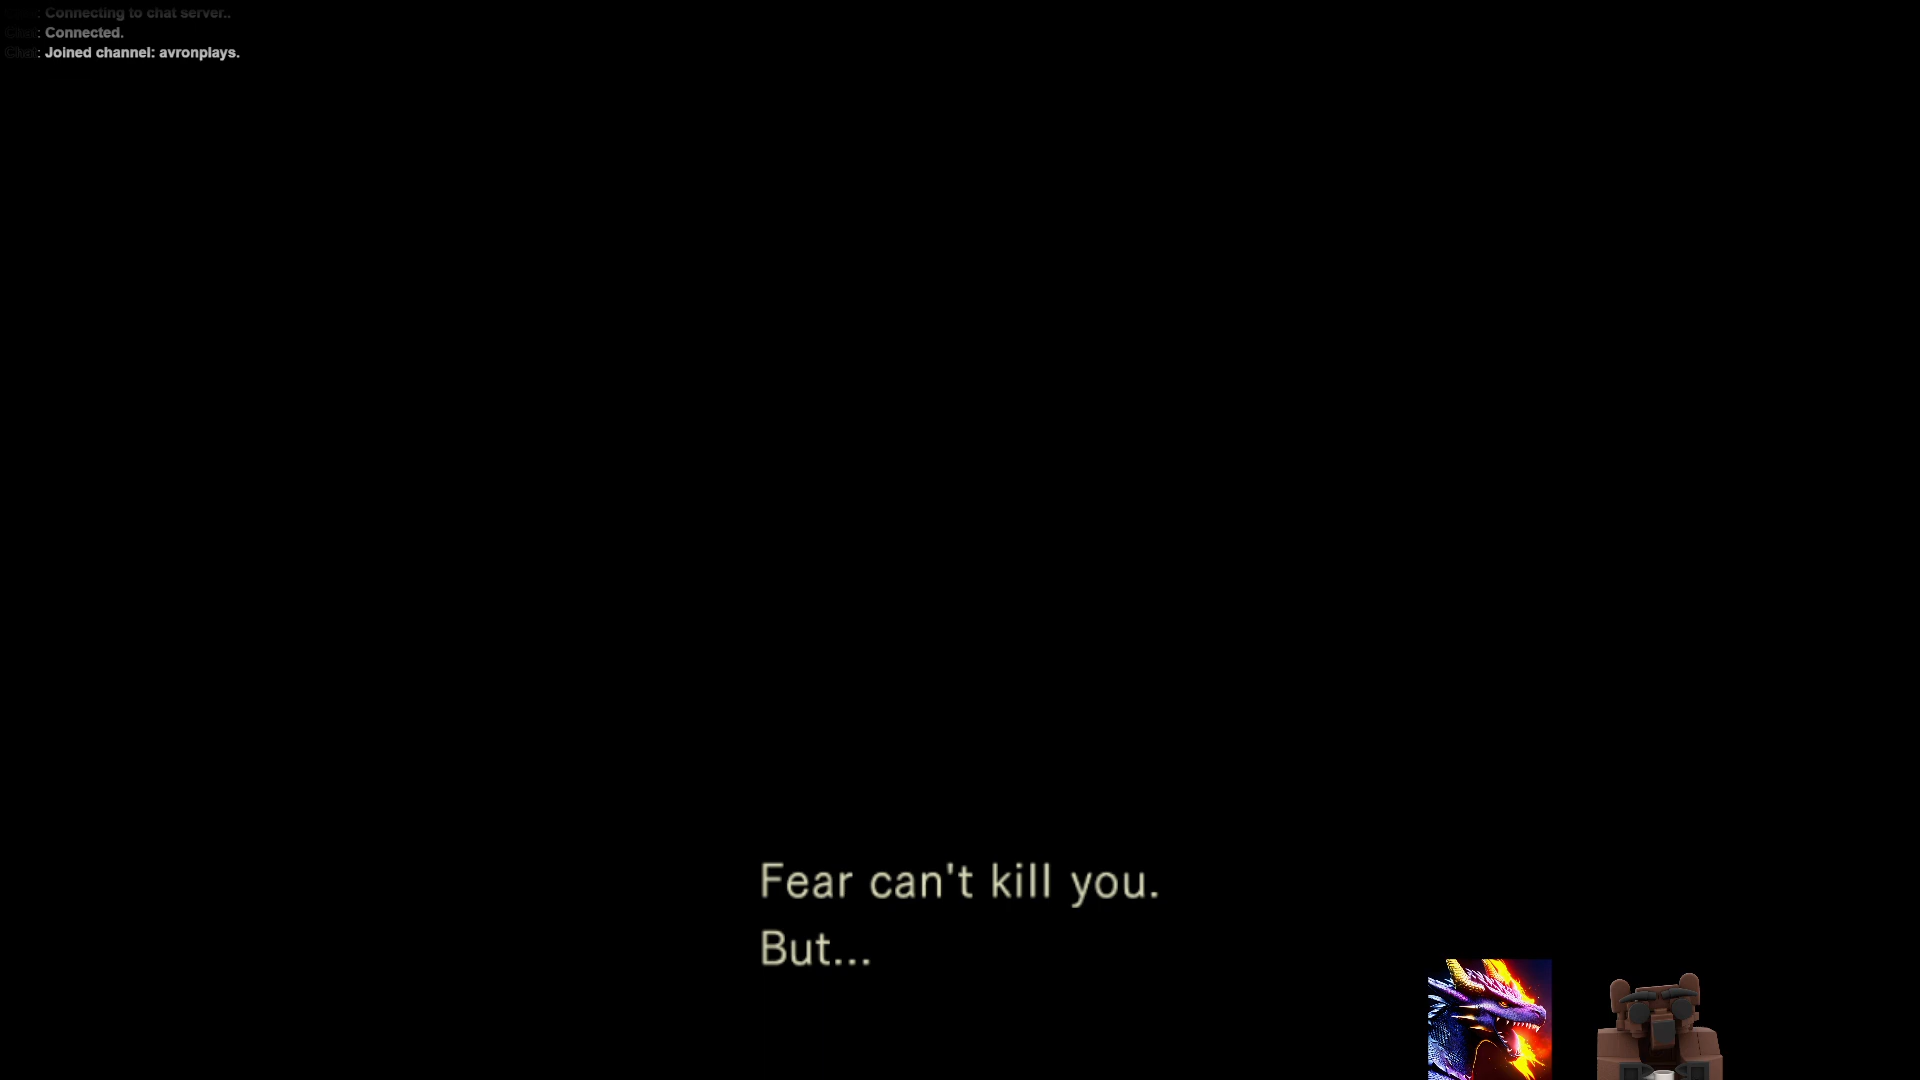 : Connecting to chat server..
: Connected.
: Joined channel: avronplays.
Fear can't kill you.
But...